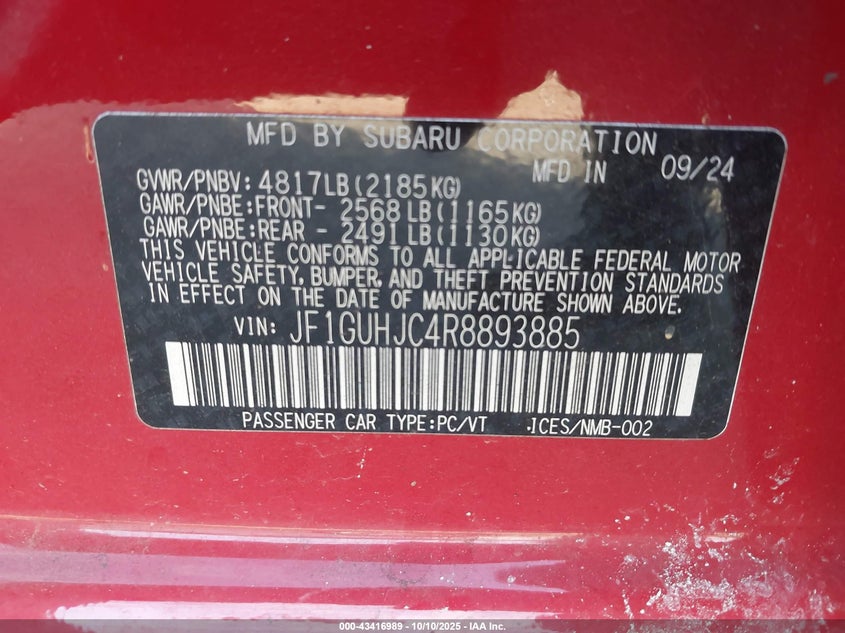 MFD BY SUBARU CORPORATION
MFD IN 09/24
GVWR/PNBV: 4817LB(2185KG)
GAWR/PNBE:FRONT- 2568LB(1165KG)
GAWR/PNBE:REAR - 2491LB(1130KG)
THIS VEHICLE CONFORMS TO ALL APPLICABLE FEDERAL MOTOR
VEHICLE SAFETY, BUMPER, AND THEFT PREVENTION STANDARDS
IN EFFECT ON THE DATE OF MANUFACTURE SHOWN ABOVE.
VIN: JF1GUHJC4R8893885
PASSENGER CAR TYPE:PC/VT ICES/NMB-002
000-43416989 - 10/10/2025 - IAA Inc.